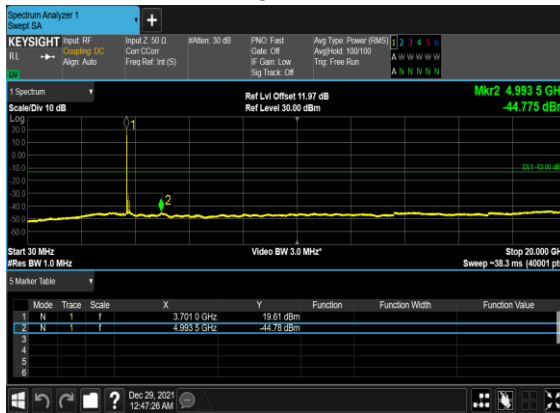 Spectrum Analyzer 1
Swept SA
KEYSIGHT Input: RF Input Z: 50 Ω #Atten: 30 dB PNO: Fast Avg Type: Power (RMS) 1 2 3 4 5 6
RL Coupling: DC Corr CCorr Gate: Off Avg|Hold: 100/100 A W W W W W
Align: Auto Freq Ref: Int (S) IF Gain: Low Trig: Free Run
Sig Track: Off A N N N N N
1 Spectrum
Ref Lvl Offset 11.97 dB Mkr2 4.993 5 GH
Scale/Div 10 dB Ref Level 30.00 dBm -44.775 dB
Log
20.0 1
10.0
0.00
-10.0 DL1 -13.00 dB
-20.0
-30.0
-40.0 2
-50.0
-60.0
Start 30 MHz Video BW 3.0 MHz* Stop 20.000 GH
#Res BW 1.0 MHz Sweep ~38.3 ms (40001 pt
5 Marker Table
Mode Trace Scale X Y Function Function Width Function Value
1 N 1 f 3.701 0 GHz 19.61 dBm
2 N 1 f 4.993 5 GHz -44.78 dBm
3
4
5
6
? Dec 29, 2021
12:47:26 AM